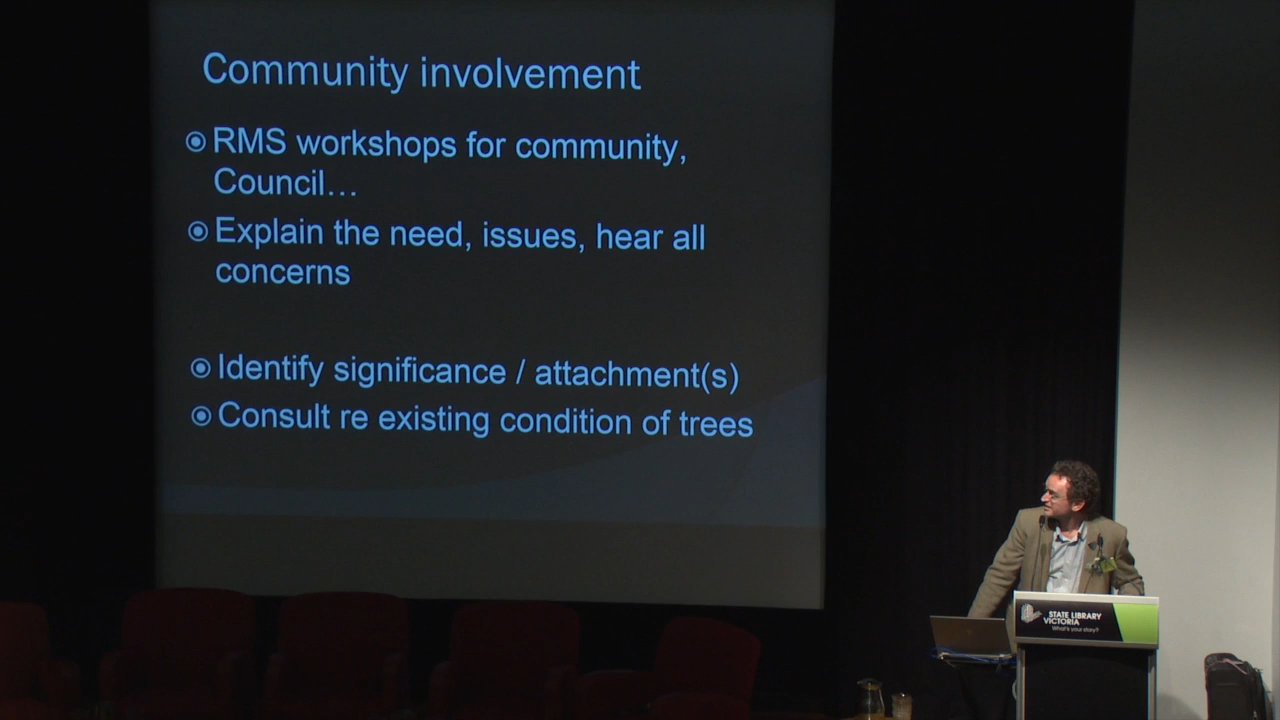 Community involvement
RMS workshops for community,
Council...
Explain the need, issues, hear all
concerns
Identify significance / attachment(s)
Consult re existing condition of trees
STATE LIBRARY
VICTORIA
What's your story?